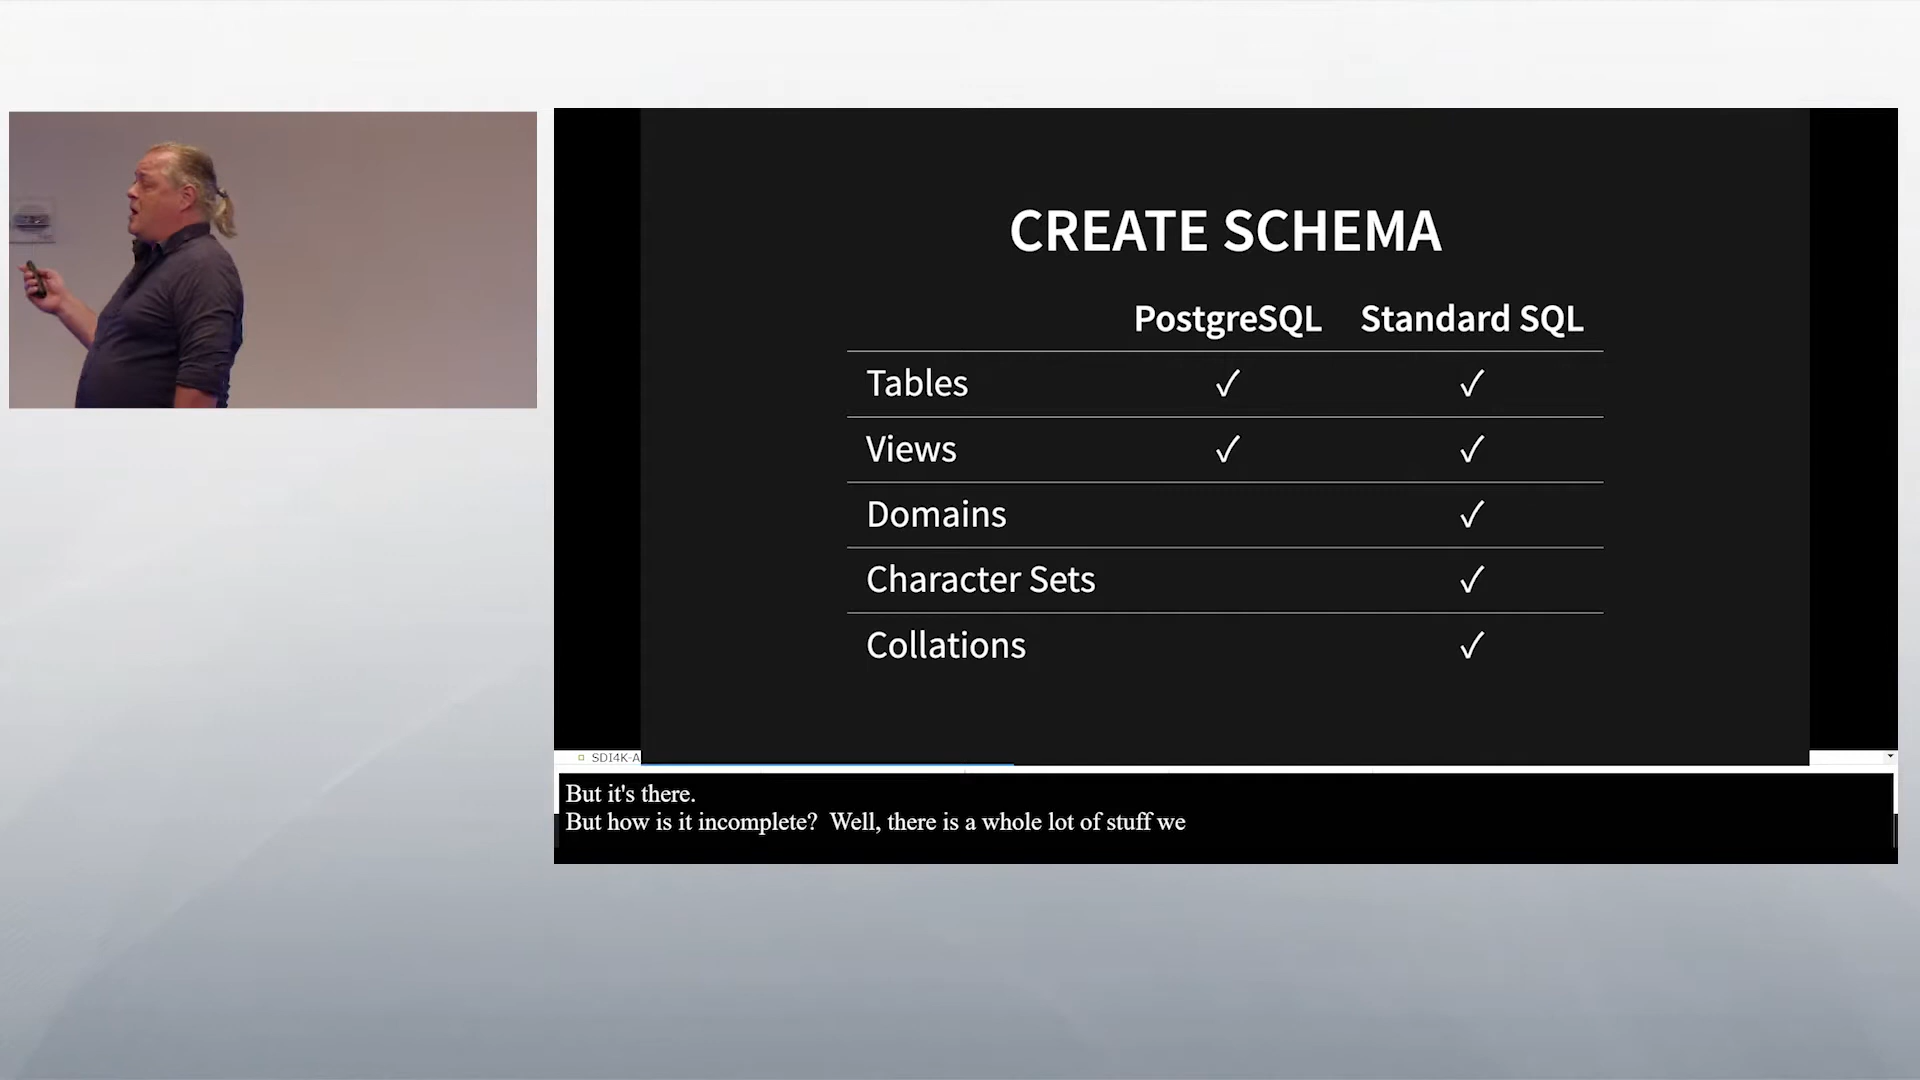 CREATE SCHEMA
PostgreSQL Standard SQL
Tables ✓ ✓
Views ✓ ✓
Domains ✓
Character Sets ✓
Collations ✓
SDI4K-A
But it's there.
But how is it incomplete?  Well, there is a whole lot of stuff we